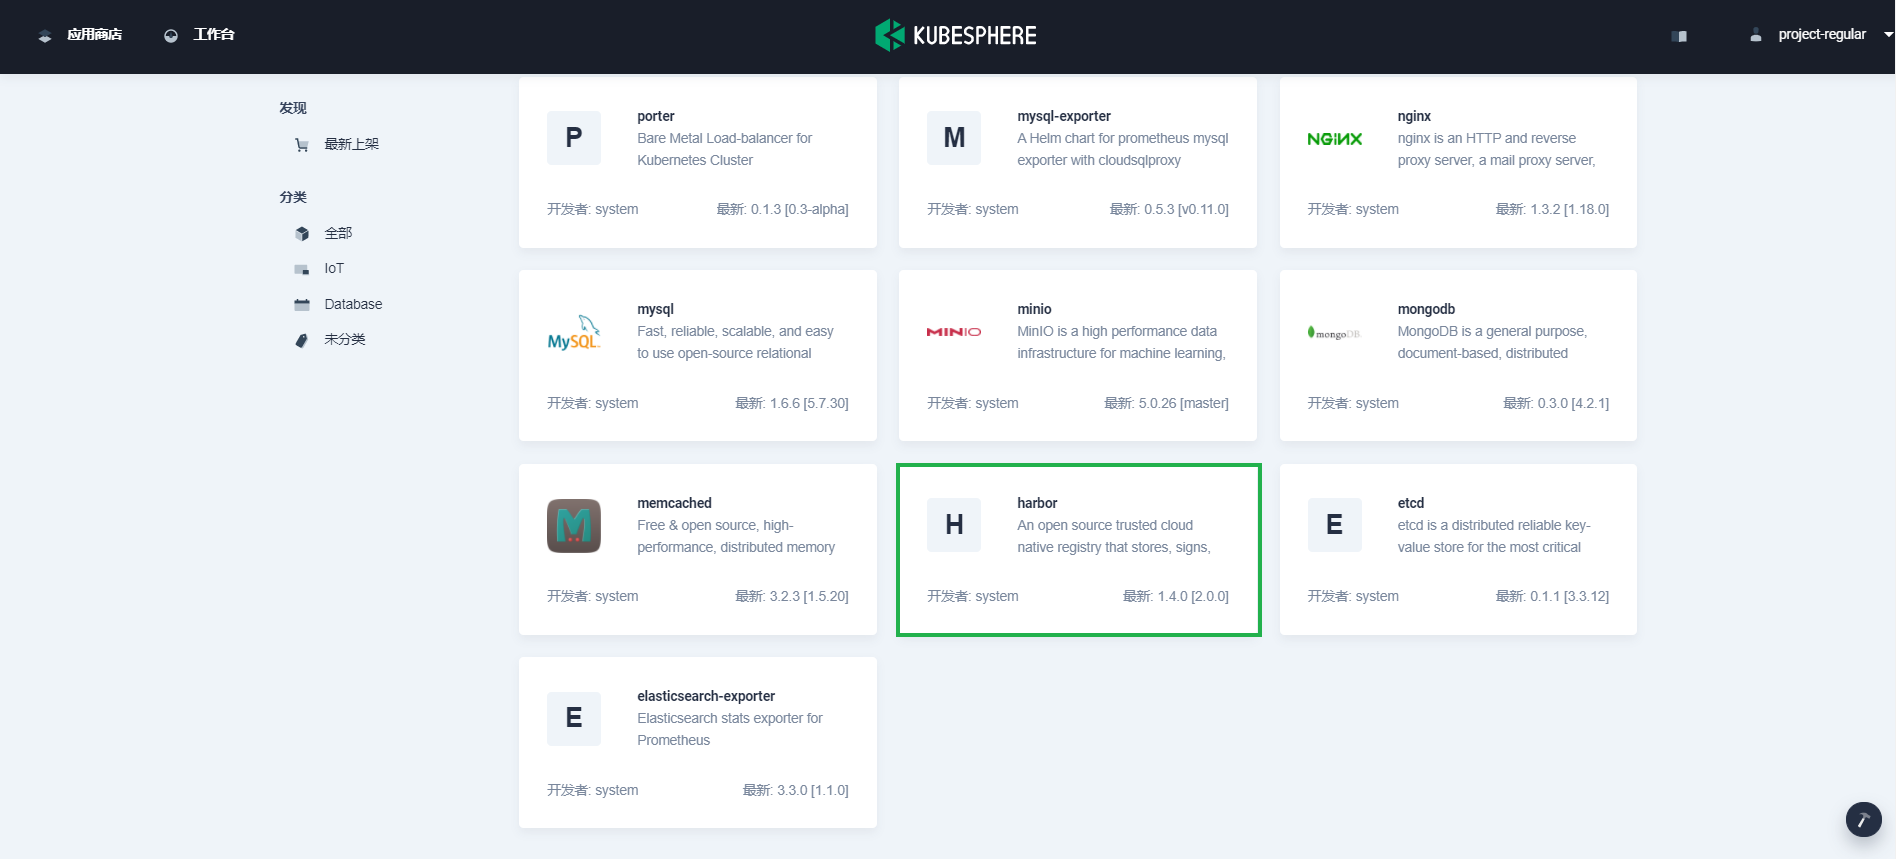 应用商店
工作台
KUBESPHERE
project-regular
发现
最新上架
分类
全部
IoT
Database
未分类
P
porter
Bare Metal Load-balancer for
Kubernetes Cluster
开发者: system
最新: 0.1.3 [0.3-alpha]
M
mysql-exporter
A Helm chart for prometheus mysql
exporter with cloudsqlproxy
开发者: system
最新: 0.5.3 [v0.11.0]
NGINX
nginx
nginx is an HTTP and reverse
proxy server, a mail proxy server,
开发者: system
最新: 1.3.2 [1.18.0]
MySQL
mysql
Fast, reliable, scalable, and easy
to use open-source relational
开发者: system
最新: 1.6.6 [5.7.30]
MINIO
minio
MinIO is a high performance data
infrastructure for machine learning,
开发者: system
最新: 5.0.26 [master]
mongoDB
mongodb
MongoDB is a general purpose,
document-based, distributed
开发者: system
最新: 0.3.0 [4.2.1]
M
memcached
Free & open source, high-
performance, distributed memory
开发者: system
最新: 3.2.3 [1.5.20]
H
harbor
An open source trusted cloud
native registry that stores, signs,
开发者: system
最新: 1.4.0 [2.0.0]
E
etcd
etcd is a distributed reliable key-
value store for the most critical
开发者: system
最新: 0.1.1 [3.3.12]
E
elasticsearch-exporter
Elasticsearch stats exporter for
Prometheus
开发者: system
最新: 3.3.0 [1.1.0]